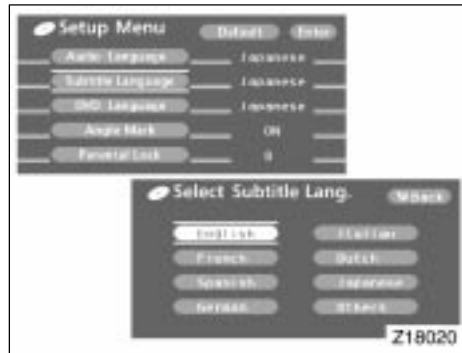 Setup Menu Default Enter
Audio Language Japanese
Subtitle Language Japanese
DVD Language Japanese
Angle Mark ON
Parental Lock 0
Select Subtitle Lang. Back
English Italian
French Dutch
Spanish Japanese
German Others
Z18020